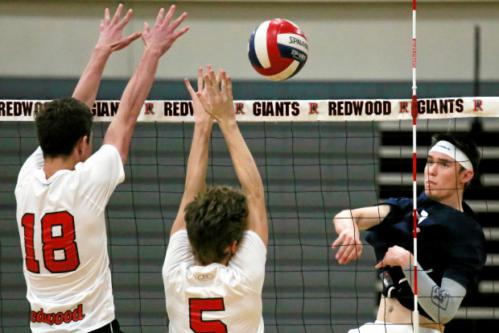 SPALDING
REDWOOD R GIANTS R REDWOOD R GIANTS R REDWOOD R GIANTS R
18
Redwood
5